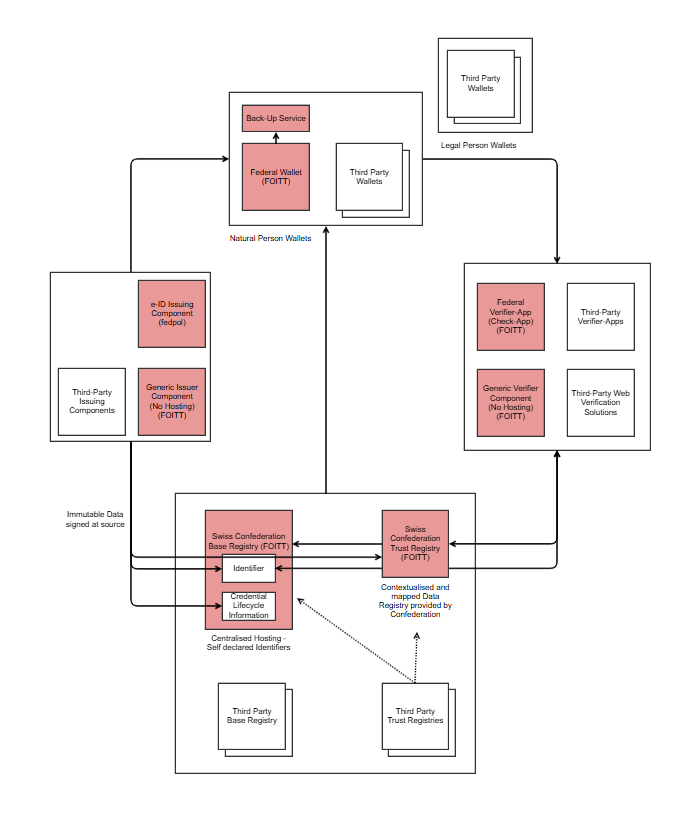 Third Party
Wallets
Legal Person Wallets
Back-Up Service
Federal Wallet
(FOITT)
Third Party
Wallets
Natural Person Wallets
e-ID Issuing
Component
(fedpol)
Third-Party
Issuing
Components
Generic Issuer
Component
(No Hosting)
(FOITT)
Federal
Verifier-App
(Check-App)
(FOITT)
Third-Party
Verifier-Apps
Generic Verifier
Component
(No Hosting)
(FOITT)
Third-Party Web
Verification
Solutions
Immutable Data
signed at source
Swiss Confederation
Base Registry (FOITT)
Identifier
Credential
Lifecycle
Information
Centralised Hosting -
Self declared Identifiers
Swiss
Confederation
Trust Registry
(FOITT)
Contextualised and
mapped Data
Registry provided by
Confederation
Third Party
Base Registry
Third Party
Trust Registries